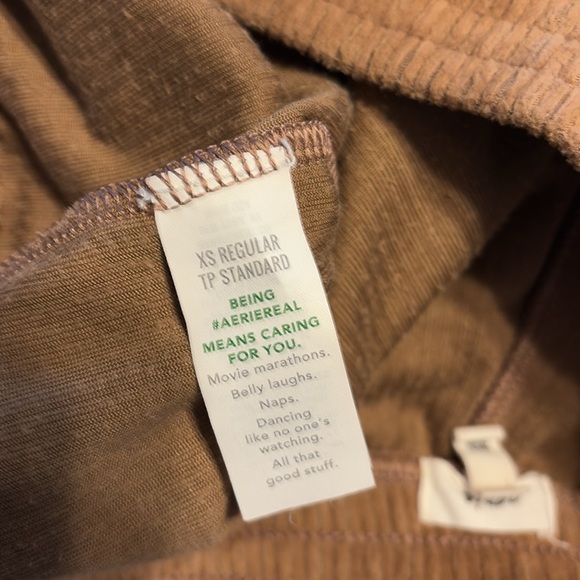 XS REGULAR
TP STANDARD
BEING
#AERIEREAL
MEANS CARING
FOR YOU.
Movie marathons.
Belly laughs.
Naps.
Dancing
like no one's
watching.
All that
good stuff.